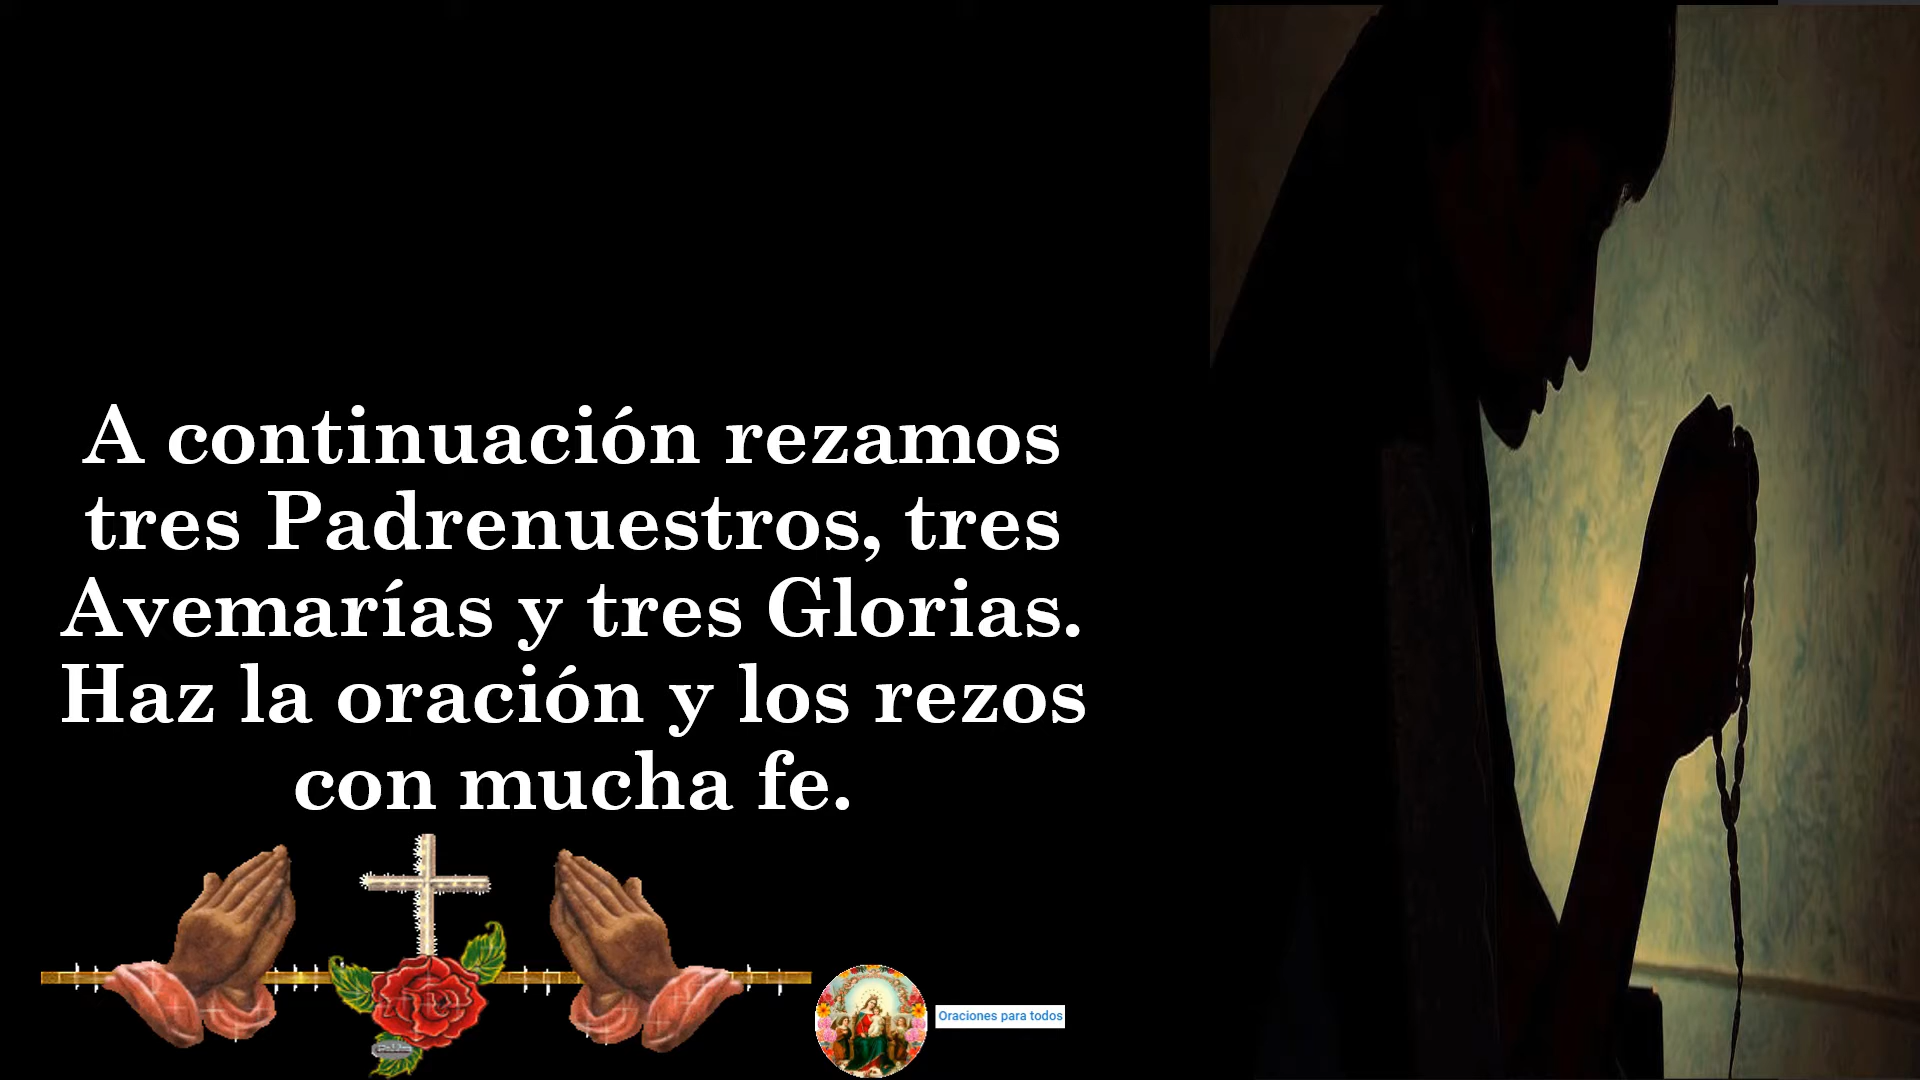 A continuación rezamos
tres Padrenuestros, tres
Avemarías y tres Glorias.
Haz la oración y los rezos
con mucha fe.
Oraciones para todos